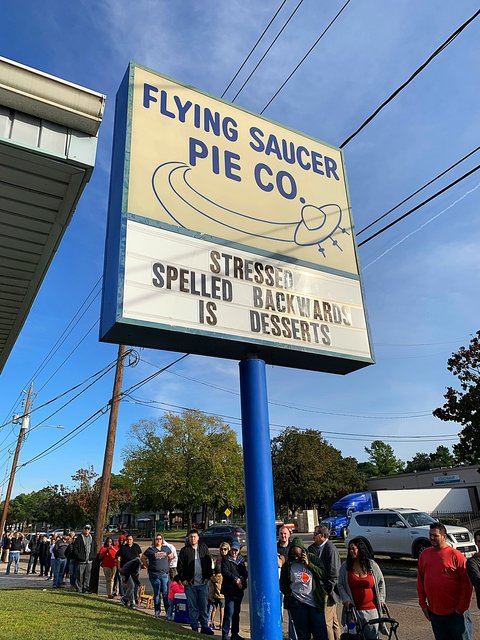 FLYING SAUCER
PIE CO.
STRESSED
SPELLED BACKWARDS
IS DESSERTS